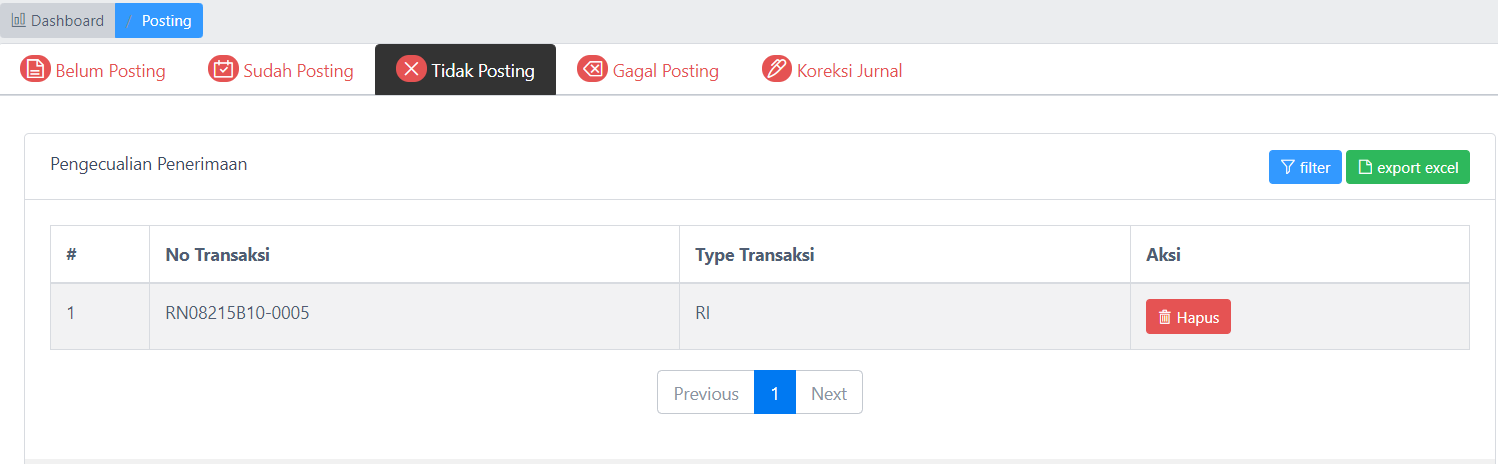 Dashboard / Posting
Belum Posting Sudah Posting Tidak Posting Gagal Posting Koreksi Jurnal
Pengecualian Penerimaan filter export excel
# No Transaksi Type Transaksi Aksi
1 RN08215B10-0005 RI Hapus
Previous 1 Next